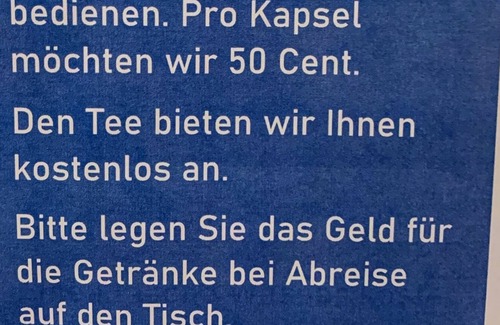 bedienen. Pro Kapsel
möchten wir 50 Cent.
Den Tee bieten wir Ihnen
kostenlos an.
Bitte legen Sie das Geld für
die Getränke bei Abreise
auf den Tisch.